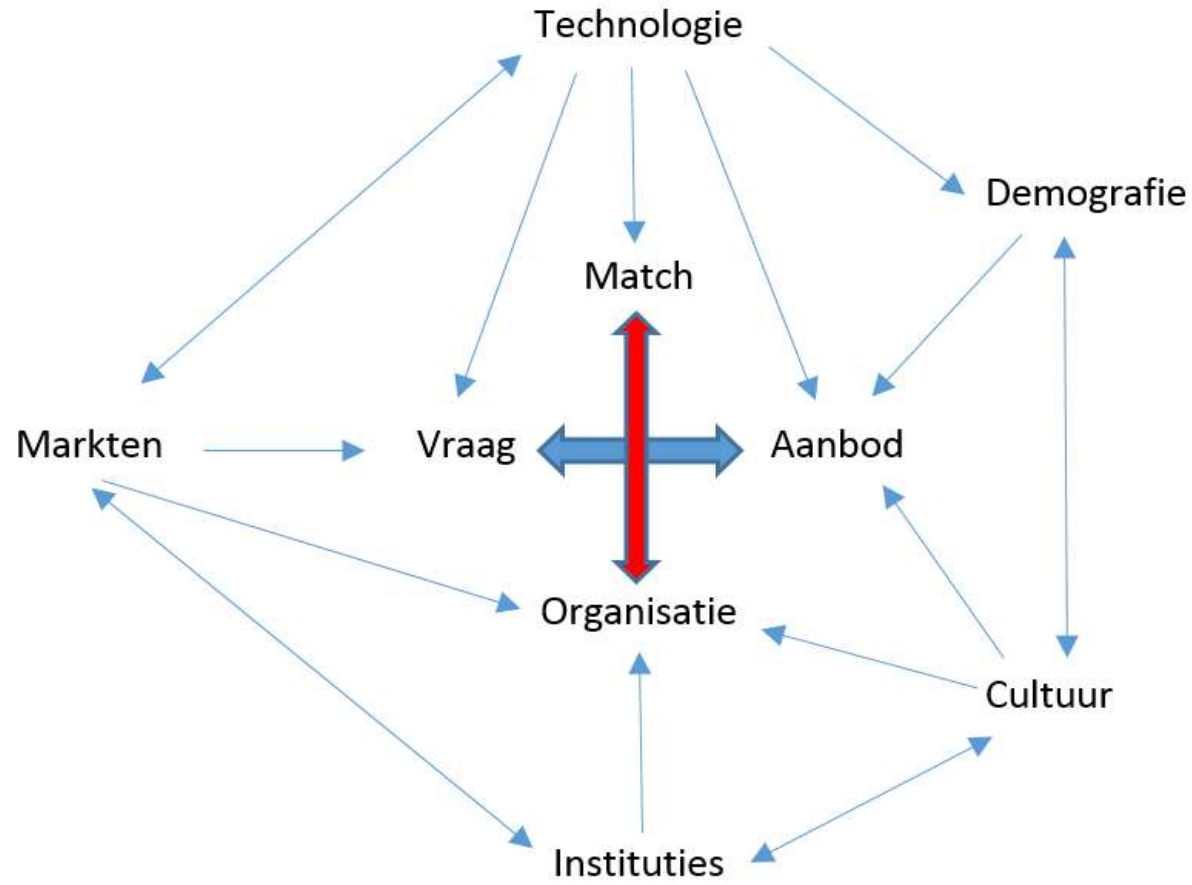 Technologie
Demografie
Match
Markten
Vraag
Aanbod
Organisatie
Cultuur
Instituties